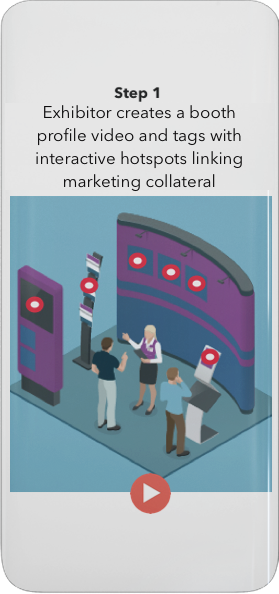 Step 1
Exhibitor creates a booth
profile video and tags with
interactive hotspots linking
marketing collateral